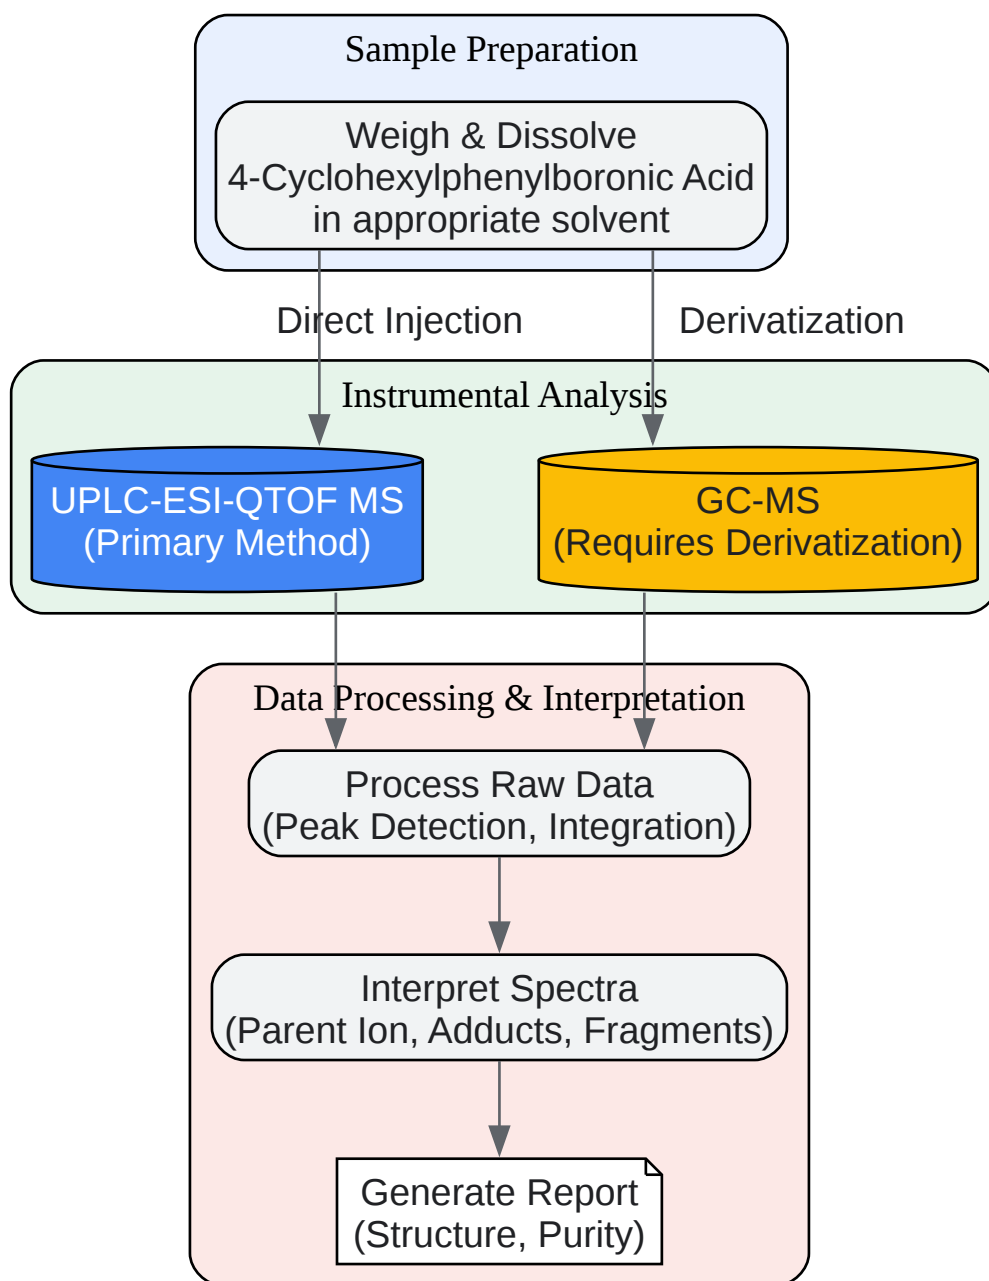 Sample Preparation
Weigh & Dissolve
4-Cyclohexylphenylboronic Acid
in appropriate solvent
Direct Injection
Derivatization
Instrumental Analysis
UPLC-ESI-QTOF MS
(Primary Method)
GC-MS
(Requires Derivatization)
Data Processing & Interpretation
Process Raw Data
(Peak Detection, Integration)
Interpret Spectra
(Parent Ion, Adducts, Fragments)
Generate Report
(Structure, Purity)